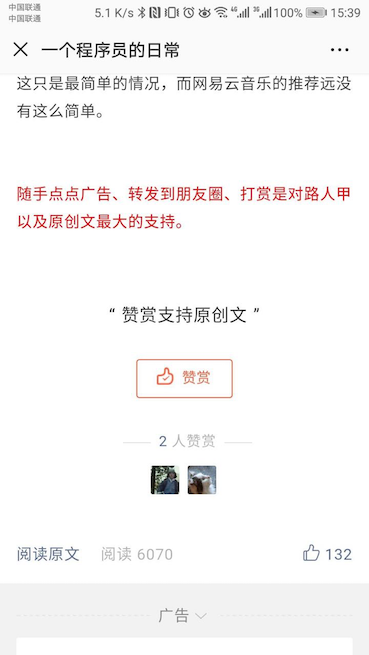 中国联通
中国联通
5.1 K/s 4G 3G 100% 15:39
一个程序员的日常
这只是最简单的情况，而网易云音乐的推荐远没
有这么简单。
随手点点广告、转发到朋友圈、打赏是对路人甲
以及原创文最大的支持。
“ 赞赏支持原创文 ”
赞赏
2 人赞赏
阅读原文 阅读 6070 132
广告